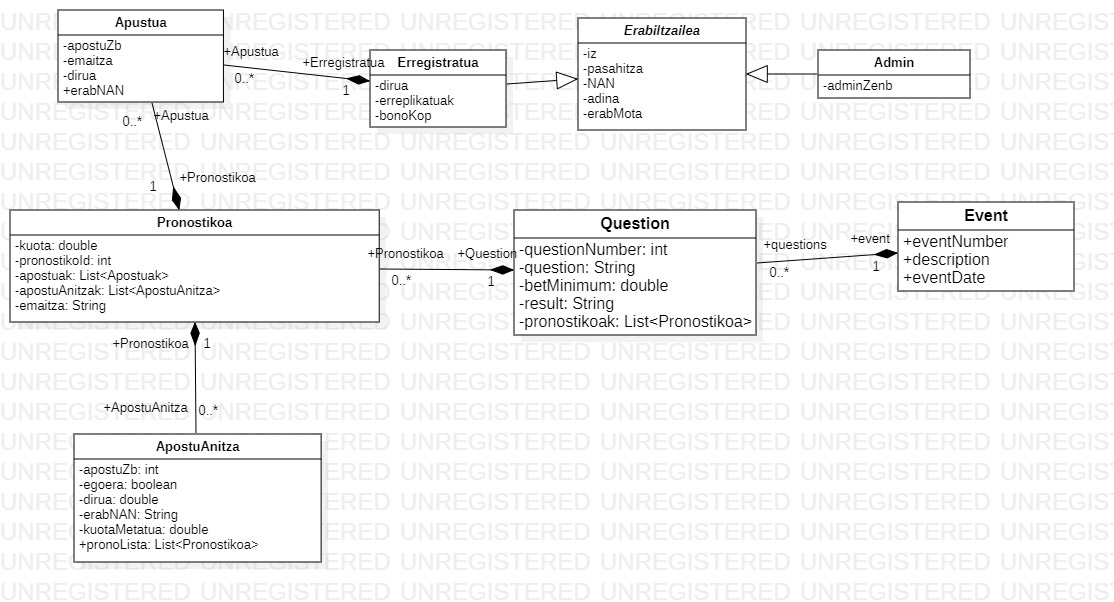 Apustua
-apostuZb
-emaitza
-dirua
+erabNAN
+Apustua
0..*
+Erregistratua
1
Erregistratua
-dirua
-erreplikatuak
-bonoKop
Erabiltzailea
-iz
-pasahitza
-NAN
-adina
-erabMota
Admin
-adminZenb
0..*
+Apustua
1
+Pronostikoa
Pronostikoa
-kuota: double
-pronostikoId: int
-apostuak: List<Apostuak>
-apostuAnitzak: List<ApostuAnitza>
-emaitza: String
+Pronostikoa
0..*
+Question
1
Question
-questionNumber: int
-question: String
-betMinimum: double
-result: String
-pronostikoak: List<Pronostikoa>
+questions
0..*
+event
1
Event
+eventNumber
+description
+eventDate
+Pronostikoa
1
+ApostuAnitza
0..*
ApostuAnitza
-apostuZb: int
-egoera: boolean
-dirua: double
-erabNAN: String
-kuotaMetatua: double
+pronoLista: List<Pronostikoa>
UNREGISTERED